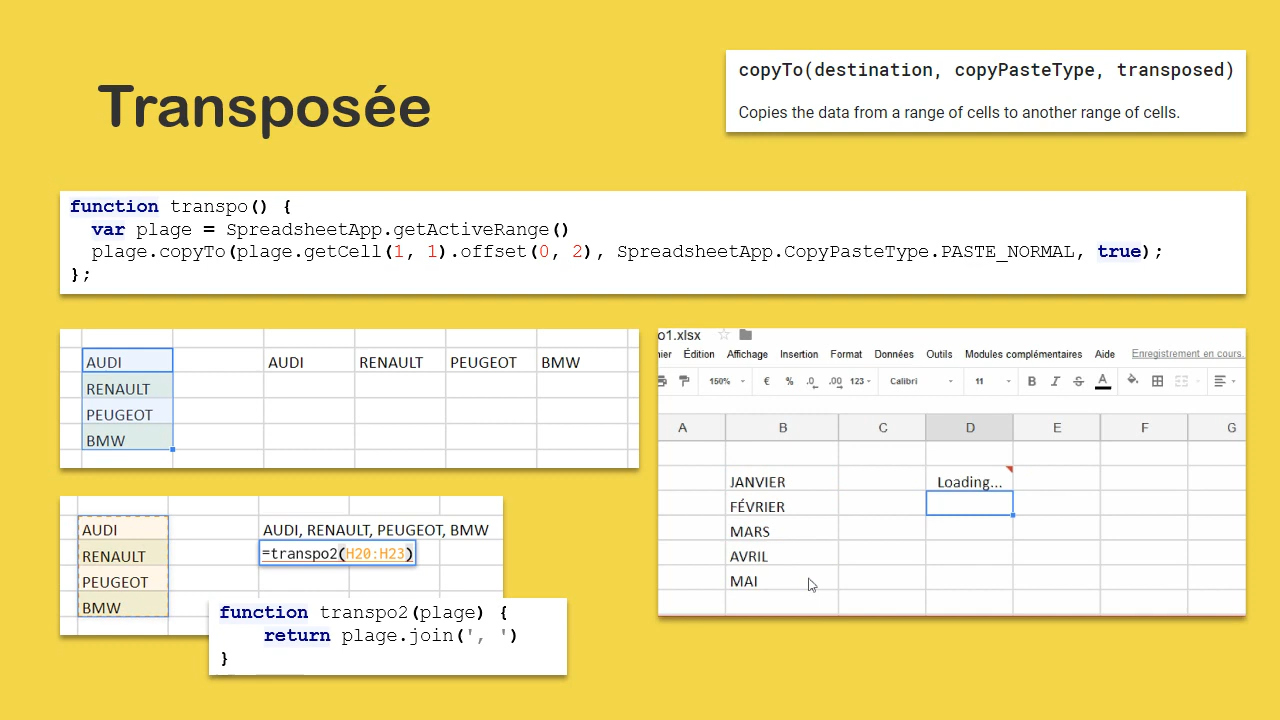 Transposée
copyTo(destination, copyPasteType, transposed)
Copies the data from a range of cells to another range of cells.
function transpo() {
var plage = SpreadsheetApp.getActiveRange()
plage.copyTo(plage.getCell(1, 1).offset(0, 2), SpreadsheetApp.CopyPasteType.PASTE_NORMAL, true);
};
AUDI AUDI RENAULT PEUGEOT BMW
RENAULT
PEUGEOT
BMW
o1.xlsx
ier Édition Affichage Insertion Format Données Outils Modules complémentaires Aide Enregistrement en cours.
150% € % .0 .00 123 Calibri 11 B I S A
A B C D E F G
JANVIER Loading...
FÉVRIER
MARS
AVRIL
MAI
AUDI AUDI, RENAULT, PEUGEOT, BMW
RENAULT =transpo2(H20:H23)
PEUGEOT
BMW
function transpo2(plage) {
return plage.join(', ')
}